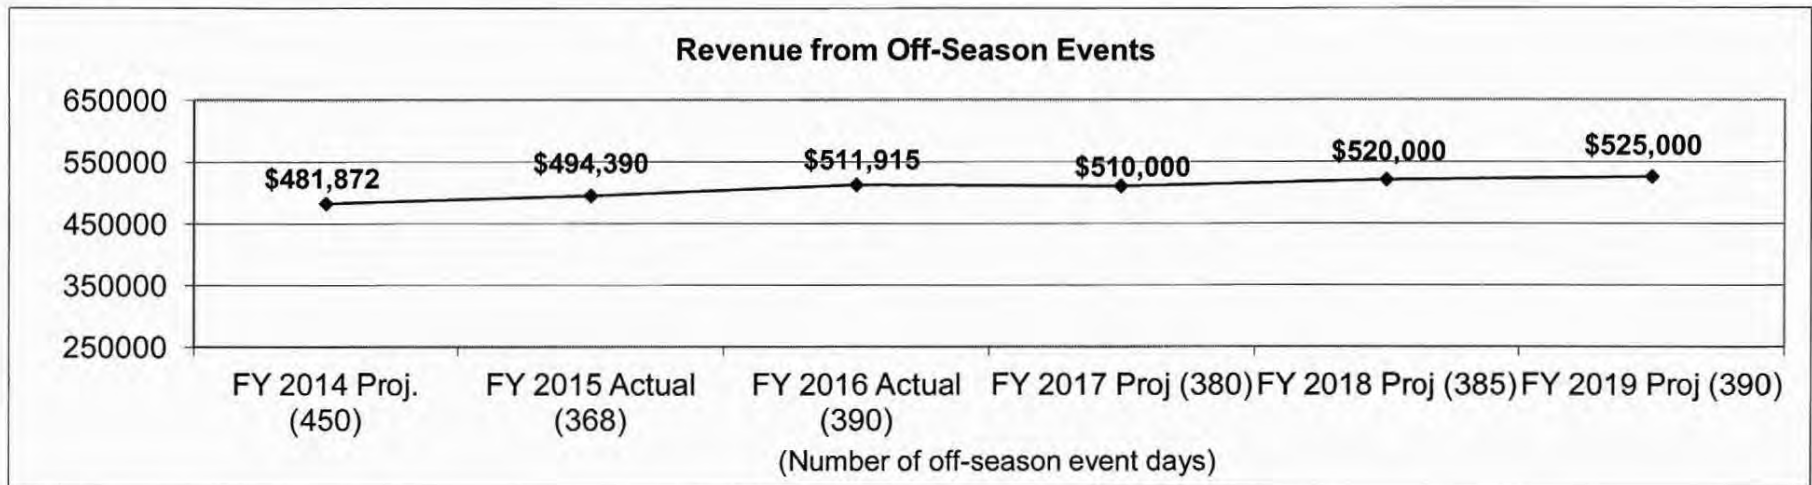 Revenue from Off-Season Events
650000
550000
450000
350000
250000
$481,872
$494,390
$511,915
$510,000
$520,000
$525,000
FY 2014 Proj.
(450)
FY 2015 Actual
(368)
FY 2016 Actual
(390)
FY 2017 Proj (380)
FY 2018 Proj (385)
FY 2019 Proj (390)
(Number of off-season event days)